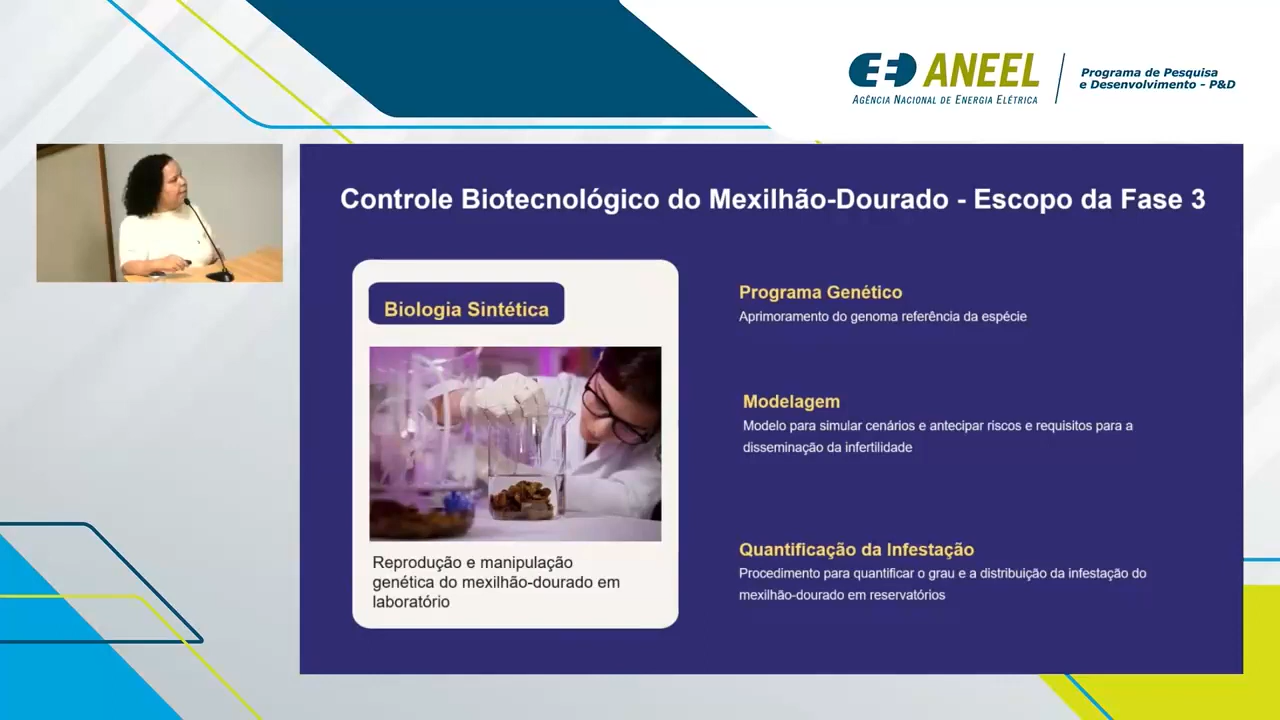 ANEEL
AGÊNCIA NACIONAL DE ENERGIA ELÉTRICA
Programa de Pesquisa
e Desenvolvimento - P&D
Controle Biotecnológico do Mexilhão-Dourado - Escopo da Fase 3
Biologia Sintética
Reprodução e manipulação
genética do mexilhão-dourado em
laboratório
Programa Genético
Aprimoramento do genoma referência da espécie
Modelagem
Modelo para simular cenários e antecipar riscos e requisitos para a
disseminação da infertilidade
Quantificação da Infestação
Procedimento para quantificar o grau e a distribuição da infestação do
mexilhão-dourado em reservatórios